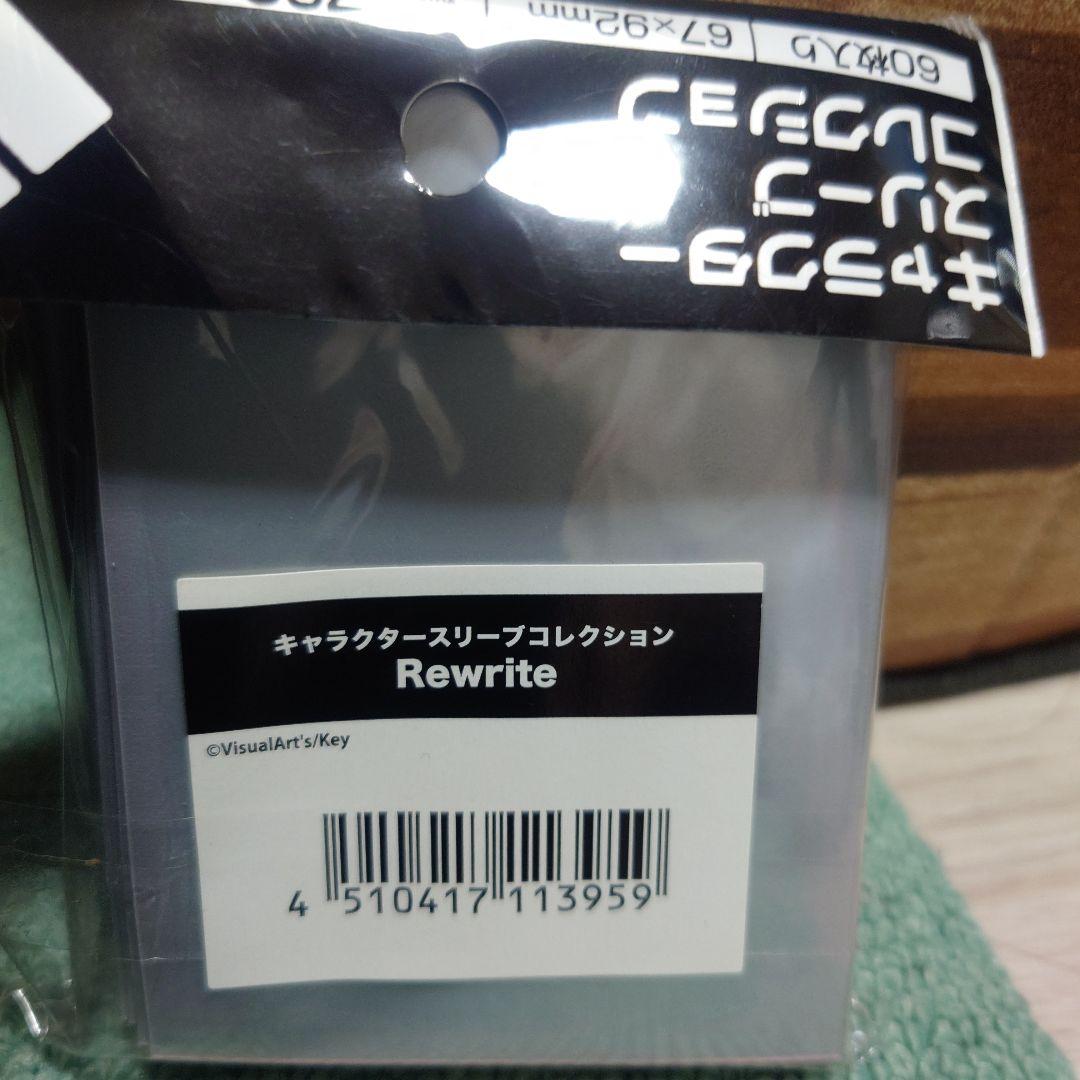 キャラクター
スリーブ
コレクション
60枚入り 67×92mm
キャラクタースリーブコレクション
Rewrite
©VisualArt's/Key
4 510417 113959